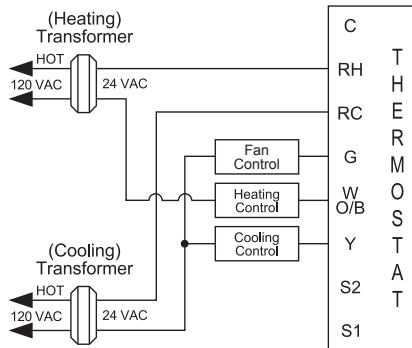 (Heating)
Transformer
HOT
120 VAC
24 VAC
C
RH
RC
Fan
Control
G
Heating
Control
W
O/B
Cooling
Control
Y
(Cooling)
Transformer
HOT
120 VAC
24 VAC
S2
S1
THERMOSTAT